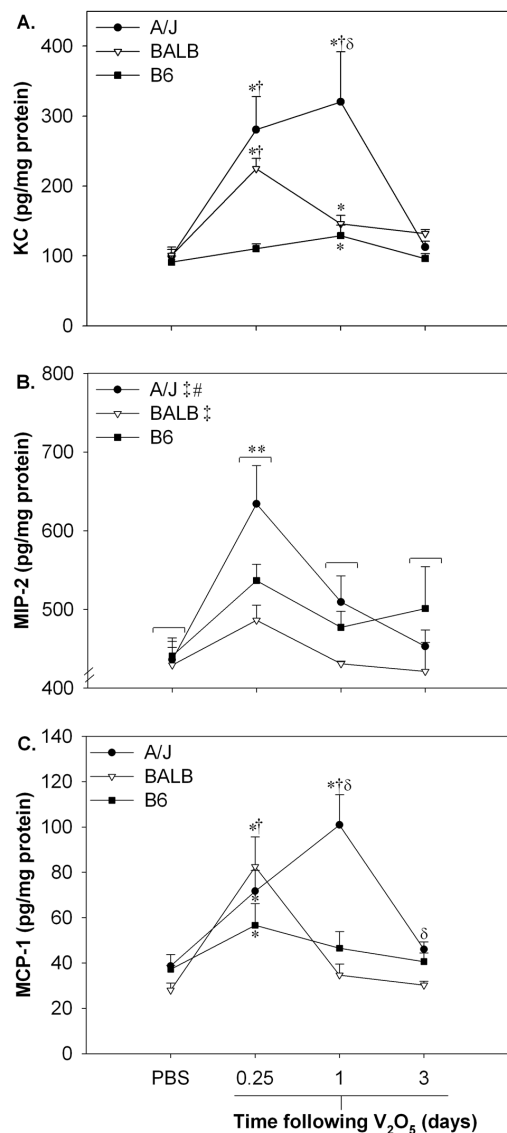 A.
A/J
BALB
B6
KC (pg/mg protein)
400
300
200
100
0
*†
*†
*†δ
*
*
B.
A/J ‡#
BALB ‡
B6
MIP-2 (pg/mg protein)
800
700
600
500
400
**
C.
A/J
BALB
B6
MCP-1 (pg/mg protein)
140
120
100
80
60
40
20
0
*†
*
*
*†δ
δ
PBS 0.25 1 3
Time following V₂O₅ (days)